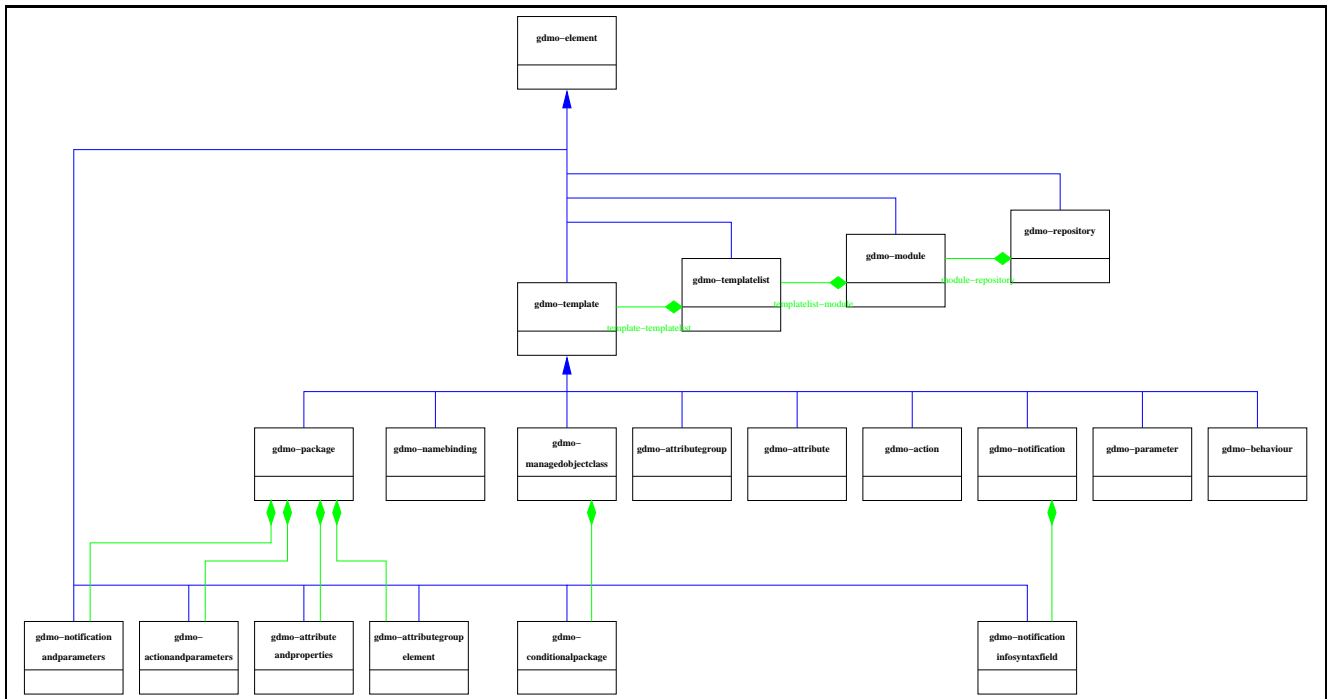 gdmo−element
gdmo−repository
gdmo−module
gdmo−templatelist
module−repository
gdmo−template
templatelist−module
template−templatelist
gdmo−package
gdmo−namebinding
gdmo−
managedobjectclass
gdmo−attributegroup
gdmo−attribute
gdmo−action
gdmo−notification
gdmo−parameter
gdmo−behaviour
gdmo−notification
andparameters
gdmo−
actionandparameters
gdmo−attribute
andproperties
gdmo−attributegroup
element
gdmo−
conditionalpackage
gdmo−notification
infosyntaxfield